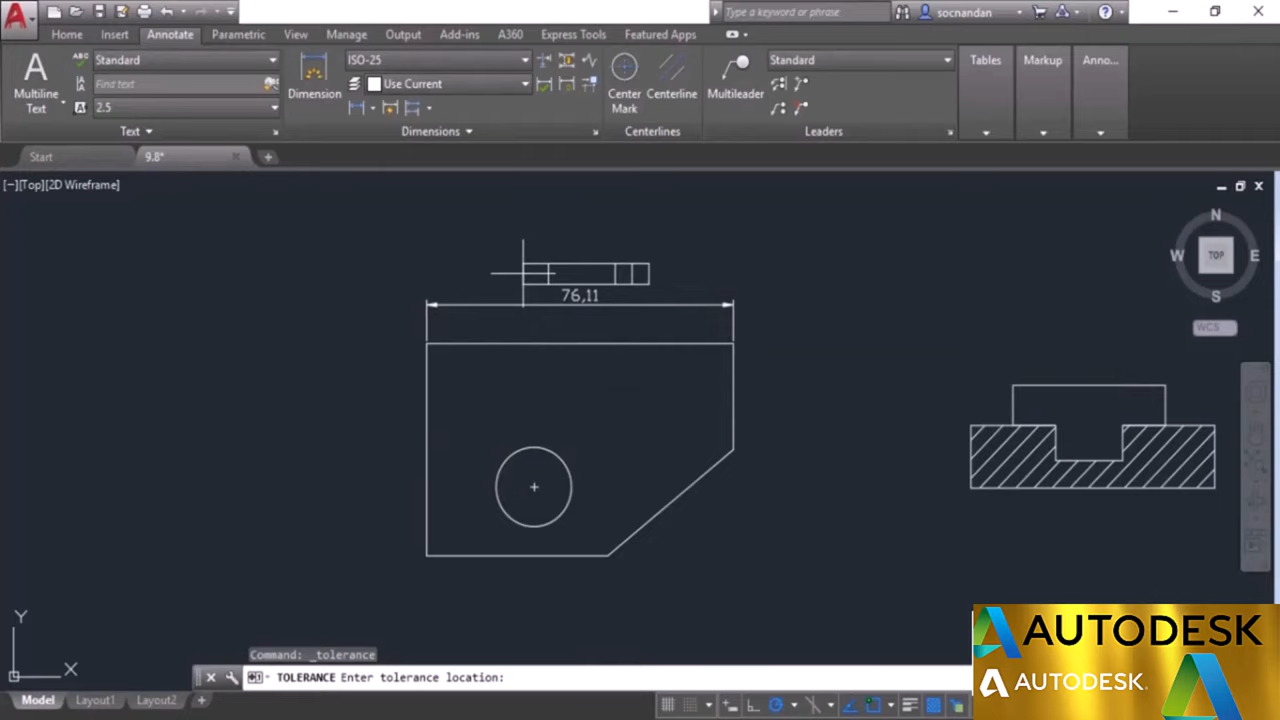 Type a keyword or phrase
socnandan
Home Insert Annotate Parametric View Manage Output Add-ins A360 Express Tools Featured Apps
Multiline Text
Standard
Find text
2.5
Text
Dimension
ISO-25
Use Current
Dimensions
Center Mark
Centerline
Centerlines
Multileader
Standard
Leaders
Tables
Markup
Anno...
Start
9.8*
[−][Top][2D Wireframe]
N
W
TOP
E
S
WCS
76,11
Y
X
Command: _tolerance
TOLERANCE Enter tolerance location:
Model Layout1 Layout2
AUTODESK
AUTODESK.